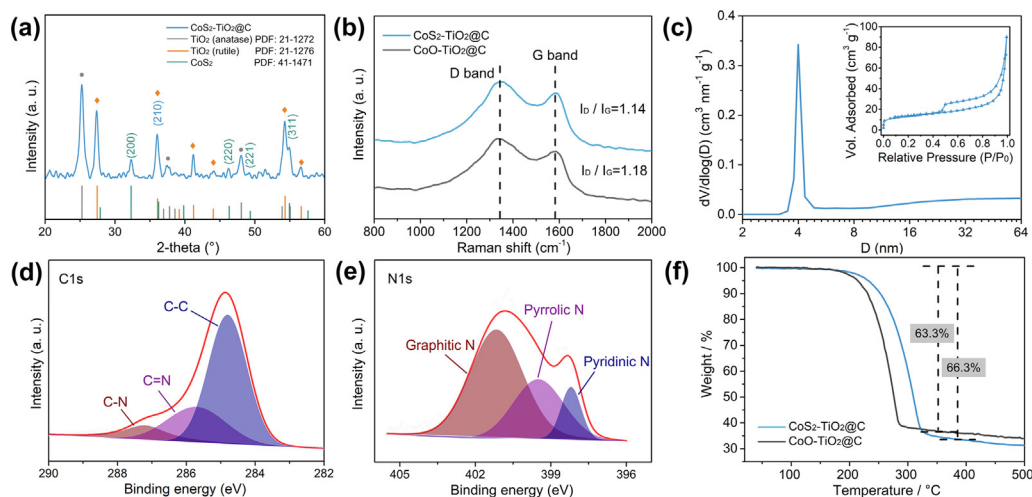 (a)
CoS₂-TiO₂@C
TiO₂ (anatase) PDF: 21-1272
TiO₂ (rutile) PDF: 21-1276
CoS₂ PDF: 41-1471
(200)
(210)
(220)
(221)
(311)
Intensity (a. u.)
20 30 40 50 60
2-theta (°)
(b)
CoS₂-TiO₂@C
CoO-TiO₂@C
D band
G band
I_D / I_G=1.14
I_D / I_G=1.18
Intensity (a. u.)
800 1000 1200 1400 1600 1800 2000
Raman shift (cm⁻¹)
(c)
dV/dlog(D) (cm³ nm⁻¹ g⁻¹)
0.4
0.3
0.2
0.1
0.0
2 4 8 16 32 64
D (nm)
Vol. Adsorbed (cm³ g⁻¹)
100
80
60
40
20
0
0.0 0.2 0.4 0.6 0.8 1.0
Relative Pressure (P/P₀)
(d)
C1s
C-C
C=N
C-N
Intensity (a. u.)
290 288 286 284 282
Binding energy (eV)
(e)
N1s
Graphitic N
Pyrrolic N
Pyridinic N
Intensity (a. u.)
405 402 399 396
Binding energy (eV)
(f)
Weight / %
100
90
80
70
60
50
40
30
63.3%
66.3%
CoS₂-TiO₂@C
CoO-TiO₂@C
0 100 200 300 400 500
Temperature / °C